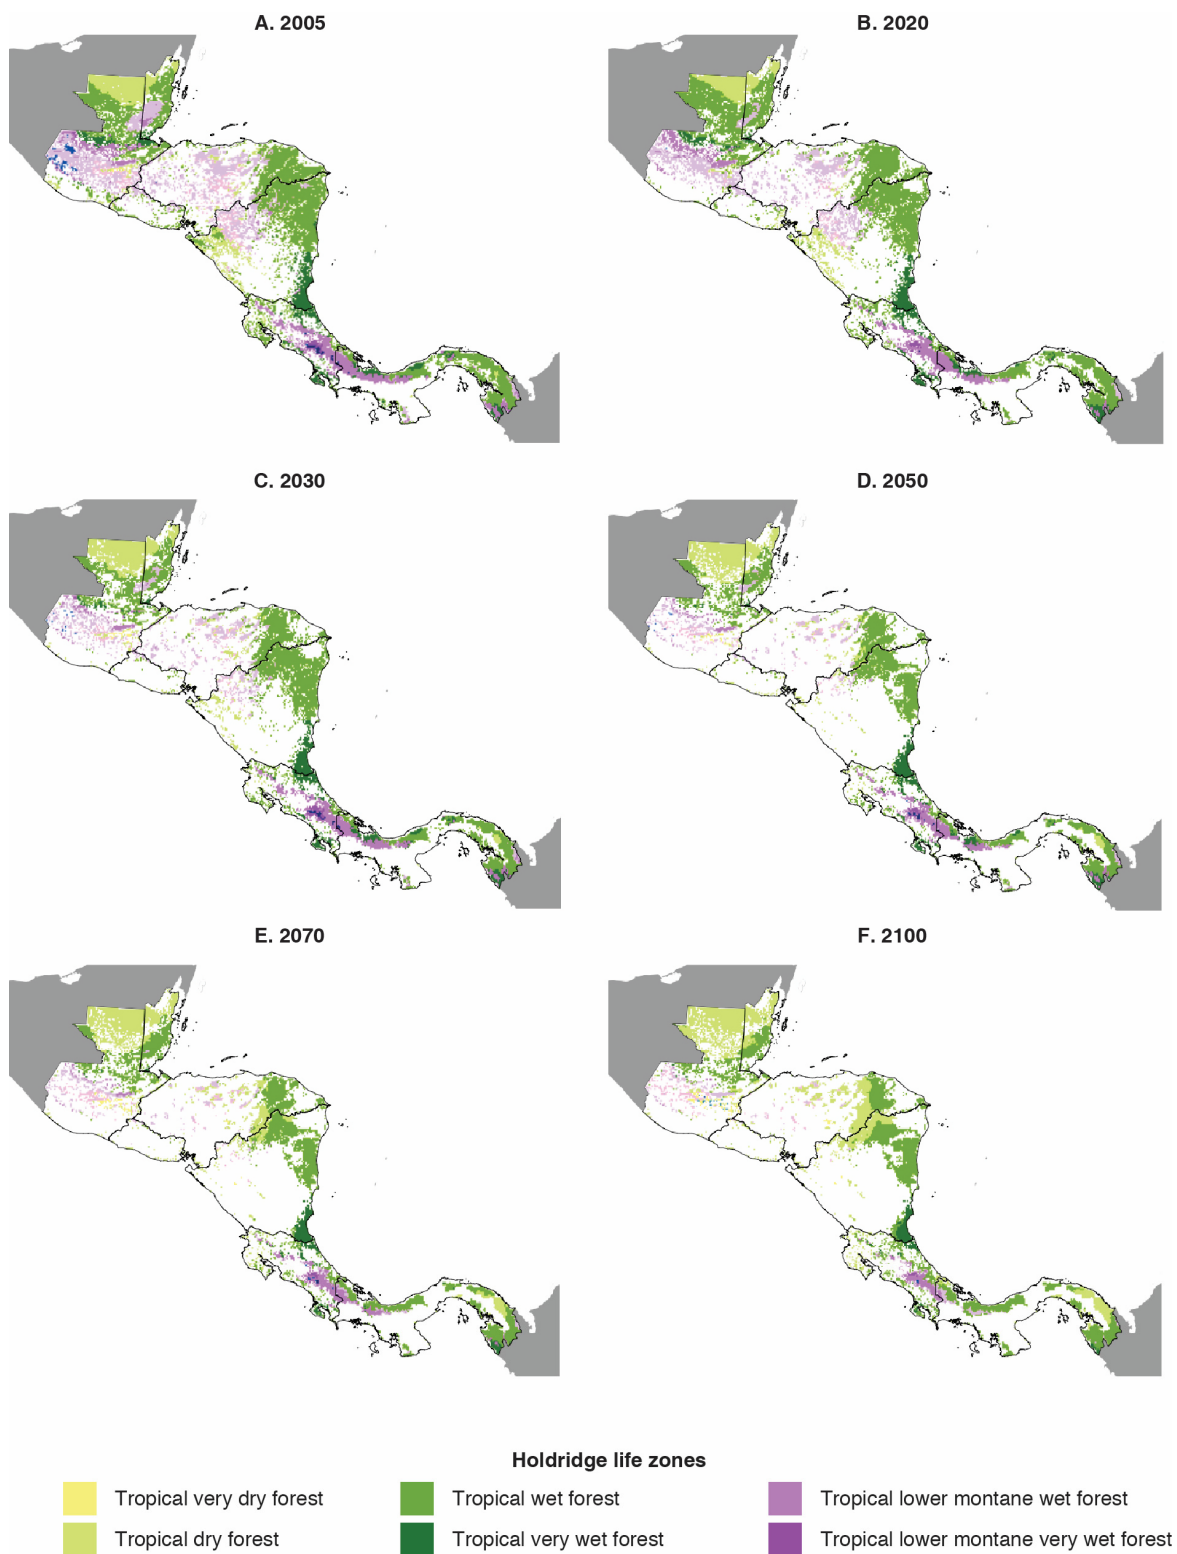 A. 2005
B. 2020
C. 2030
D. 2050
E. 2070
F. 2100
Holdridge life zones
Tropical very dry forest
Tropical wet forest
Tropical lower montane wet forest
Tropical dry forest
Tropical very wet forest
Tropical lower montane very wet forest